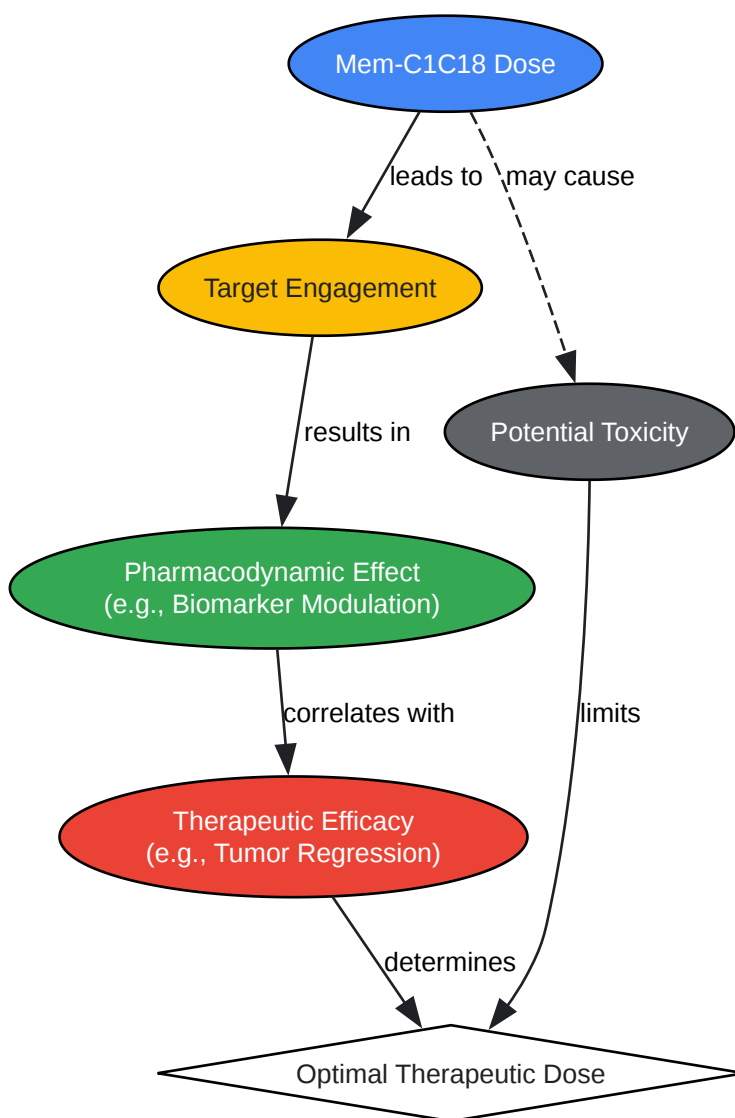 Mem-C1C18 Dose
leads to
may cause
Target Engagement
results in
Potential Toxicity
Pharmacodynamic Effect
(e.g., Biomarker Modulation)
correlates with
limits
Therapeutic Efficacy
(e.g., Tumor Regression)
determines
Optimal Therapeutic Dose